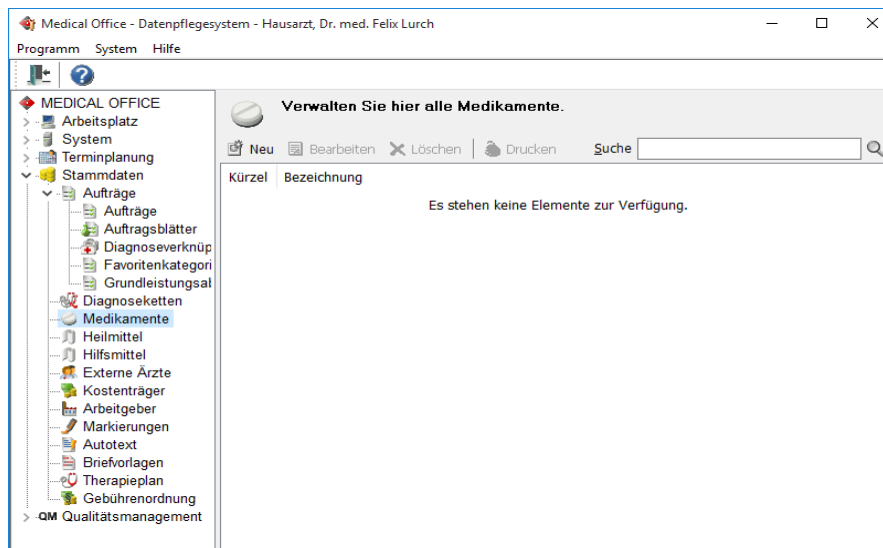 Medical Office - Datenpflegesystem - Hausarzt, Dr. med. Felix Lurch
Programm System Hilfe
MEDICAL OFFICE
Arbeitsplatz
System
Terminplanung
Stammdaten
Aufträge
Aufträge
Auftragsblätter
Diagnoseverknüp
Favoritenkategori
Grundleistungsal
Diagnoseketten
Medikamente
Heilmittel
Hilfsmittel
Externe Ärzte
Kostenträger
Arbeitgeber
Markierungen
Autotext
Briefvorlagen
Therapieplan
Gebührenordnung
QM Qualitätsmanagement
Verwalten Sie hier alle Medikamente.
Neu Bearbeiten Löschen Drucken Suche
Kürzel Bezeichnung
Es stehen keine Elemente zur Verfügung.